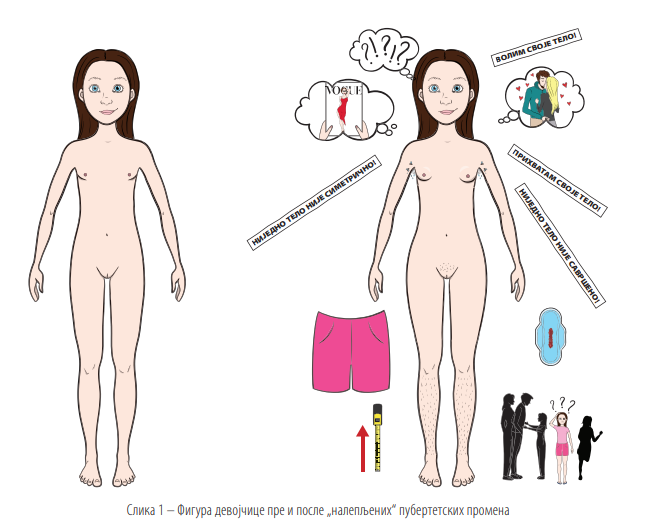 ?!?!?
ВОЛИМ СВОЈЕ ТЕЛО!
VOGUE
ПРИХВАТАМ СВОЈЕ ТЕЛО!
НИЈЕДНО ТЕЛО НИЈЕ СИМЕТРИЧНО!
НИЈЕДНО ТЕЛО НИЈЕ САВРШЕНО!
? ? ?
Слика 1 – Фигура девојчице пре и после „налепљених“ пубертетских промена